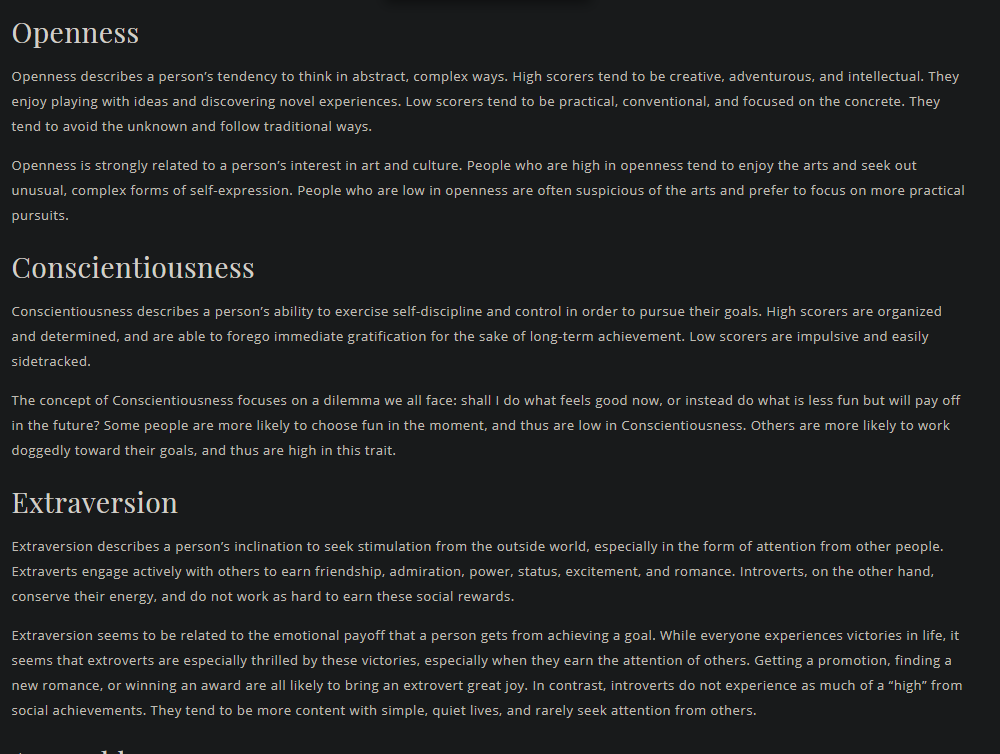 Openness
Openness describes a person’s tendency to think in abstract, complex ways. High scorers tend to be creative, adventurous, and intellectual. They
enjoy playing with ideas and discovering novel experiences. Low scorers tend to be practical, conventional, and focused on the concrete. They
tend to avoid the unknown and follow traditional ways.
Openness is strongly related to a person’s interest in art and culture. People who are high in openness tend to enjoy the arts and seek out
unusual, complex forms of self-expression. People who are low in openness are often suspicious of the arts and prefer to focus on more practical
pursuits.
Conscientiousness
Conscientiousness describes a person’s ability to exercise self-discipline and control in order to pursue their goals. High scorers are organized
and determined, and are able to forego immediate gratification for the sake of long-term achievement. Low scorers are impulsive and easily
sidetracked.
The concept of Conscientiousness focuses on a dilemma we all face: shall I do what feels good now, or instead do what is less fun but will pay off
in the future? Some people are more likely to choose fun in the moment, and thus are low in Conscientiousness. Others are more likely to work
doggedly toward their goals, and thus are high in this trait.
Extraversion
Extraversion describes a person’s inclination to seek stimulation from the outside world, especially in the form of attention from other people.
Extraverts engage actively with others to earn friendship, admiration, power, status, excitement, and romance. Introverts, on the other hand,
conserve their energy, and do not work as hard to earn these social rewards.
Extraversion seems to be related to the emotional payoff that a person gets from achieving a goal. While everyone experiences victories in life, it
seems that extroverts are especially thrilled by these victories, especially when they earn the attention of others. Getting a promotion, finding a
new romance, or winning an award are all likely to bring an extrovert great joy. In contrast, introverts do not experience as much of a “high” from
social achievements. They tend to be more content with simple, quiet lives, and rarely seek attention from others.